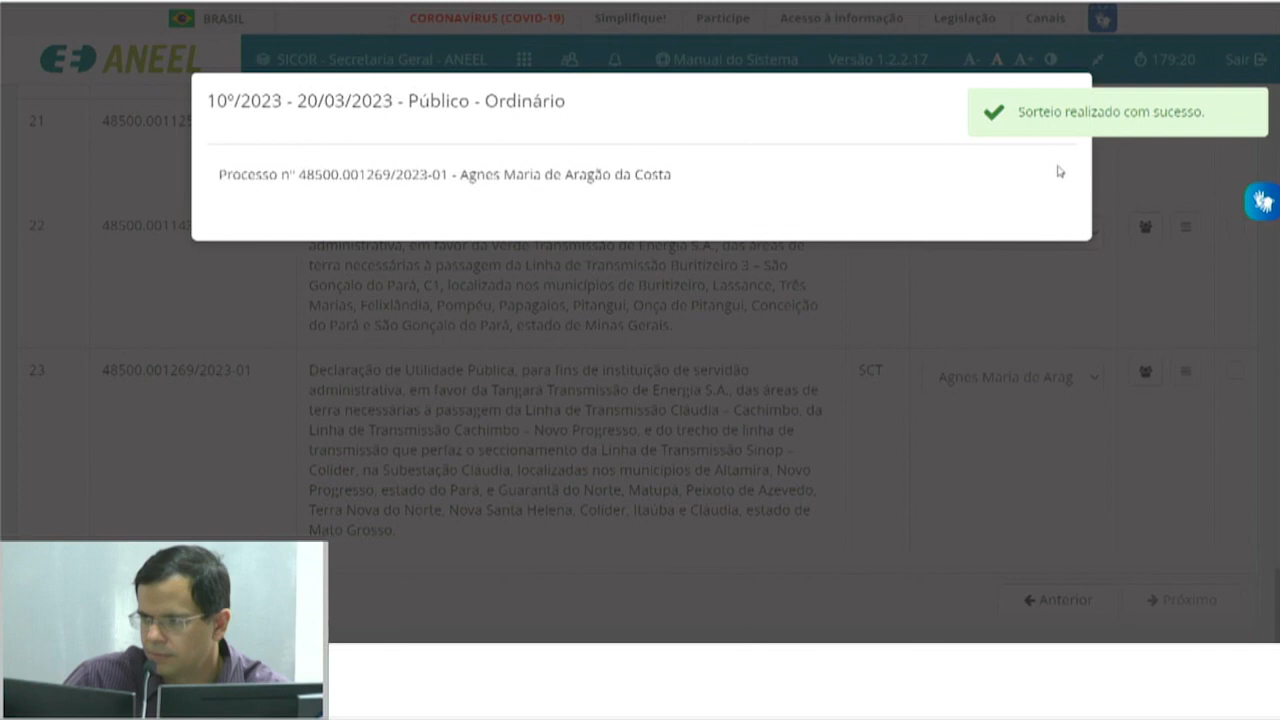 BRASIL
CORONAVÍRUS (COVID-19)
Simplifique!
Participe
Acesso à informação
Legislação
Canais
ANEEL
SICOR - Secretaria Geral - ANEEL
Manual do Sistema
Versão 1.2.2.17
A-
A
A+
179:20
Sair
10º/2023 - 20/03/2023 - Público - Ordinário
Sorteio realizado com sucesso.
Processo nº 48500.001269/2023-01 - Agnes Maria de Aragão da Costa
21
22
administrativa, em favor da Verde Transmissão de Energia S.A., das áreas de
terra necessárias à passagem da Linha de Transmissão Buritizeiro 3 – São
Gonçalo do Pará, C1, localizada nos municípios de Buritizeiro, Lassance, Três
Marias, Felixlândia, Pompéu, Papagaios, Pitangui, Onça de Pitangui, Conceição
do Pará e São Gonçalo do Pará, estado de Minas Gerais.
23
48500.001269/2023-01
Declaração de Utilidade Pública, para fins de instituição de servidão
administrativa, em favor da Tangará Transmissão de Energia S.A., das áreas de
terra necessárias à passagem da Linha de Transmissão Cláudia – Cachimbo, da
Linha de Transmissão Cachimbo – Novo Progresso, e do trecho de linha de
transmissão que perfaz o seccionamento da Linha de Transmissão Sinop –
Colíder, na Subestação Cláudia, localizadas nos municípios de Altamira, Novo
Progresso, estado do Pará, e Guarantã do Norte, Matupá, Peixoto de Azevedo,
Terra Nova do Norte, Nova Santa Helena, Colíder, Itaúba e Cláudia, estado de
Mato Grosso.
SCT
Agnes Maria de Arag
Anterior
Próximo